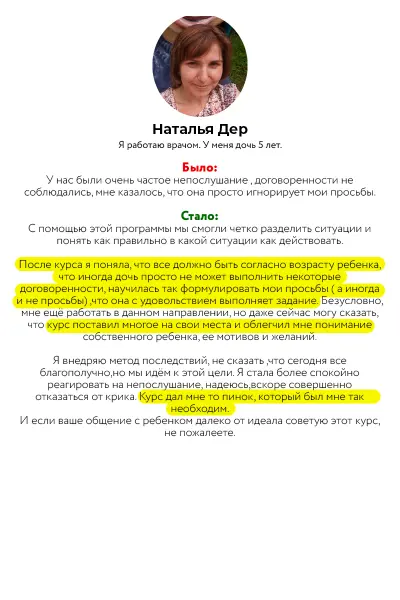 Наталья Дер
Я работаю врачом. У меня дочь 5 лет.
Было:
У нас были очень частое непослушание , договоренности не
соблюдались, мне казалось, что она просто игнорирует мои просьбы.
Стало:
С помощью этой программы мы смогли четко разделить ситуации и
понять как правильно в какой ситуации как действовать.
После курса я поняла, что все должно быть согласно возрасту ребенка,
что иногда дочь просто не может выполнить некоторые
договоренности, научилась так формулировать мои просьбы ( а иногда
и не просьбы) ,что она с удовольствием выполняет задание. Безусловно,
мне ещё работать в данном направлении, но даже сейчас могу сказать,
что курс поставил многое на свои места и облегчил мне понимание
собственного ребенка, ее мотивов и желаний.
Я внедряю метод последствий, не сказать ,что сегодня все
благополучно,но мы идём к этой цели. Я стала более спокойно
реагировать на непослушание, надеюсь,вскоре совершенно
отказаться от крика. Курс дал мне то пинок, который был мне так
необходим.
И если ваше общение с ребенком далеко от идеала советую этот курс,
не пожалеете.